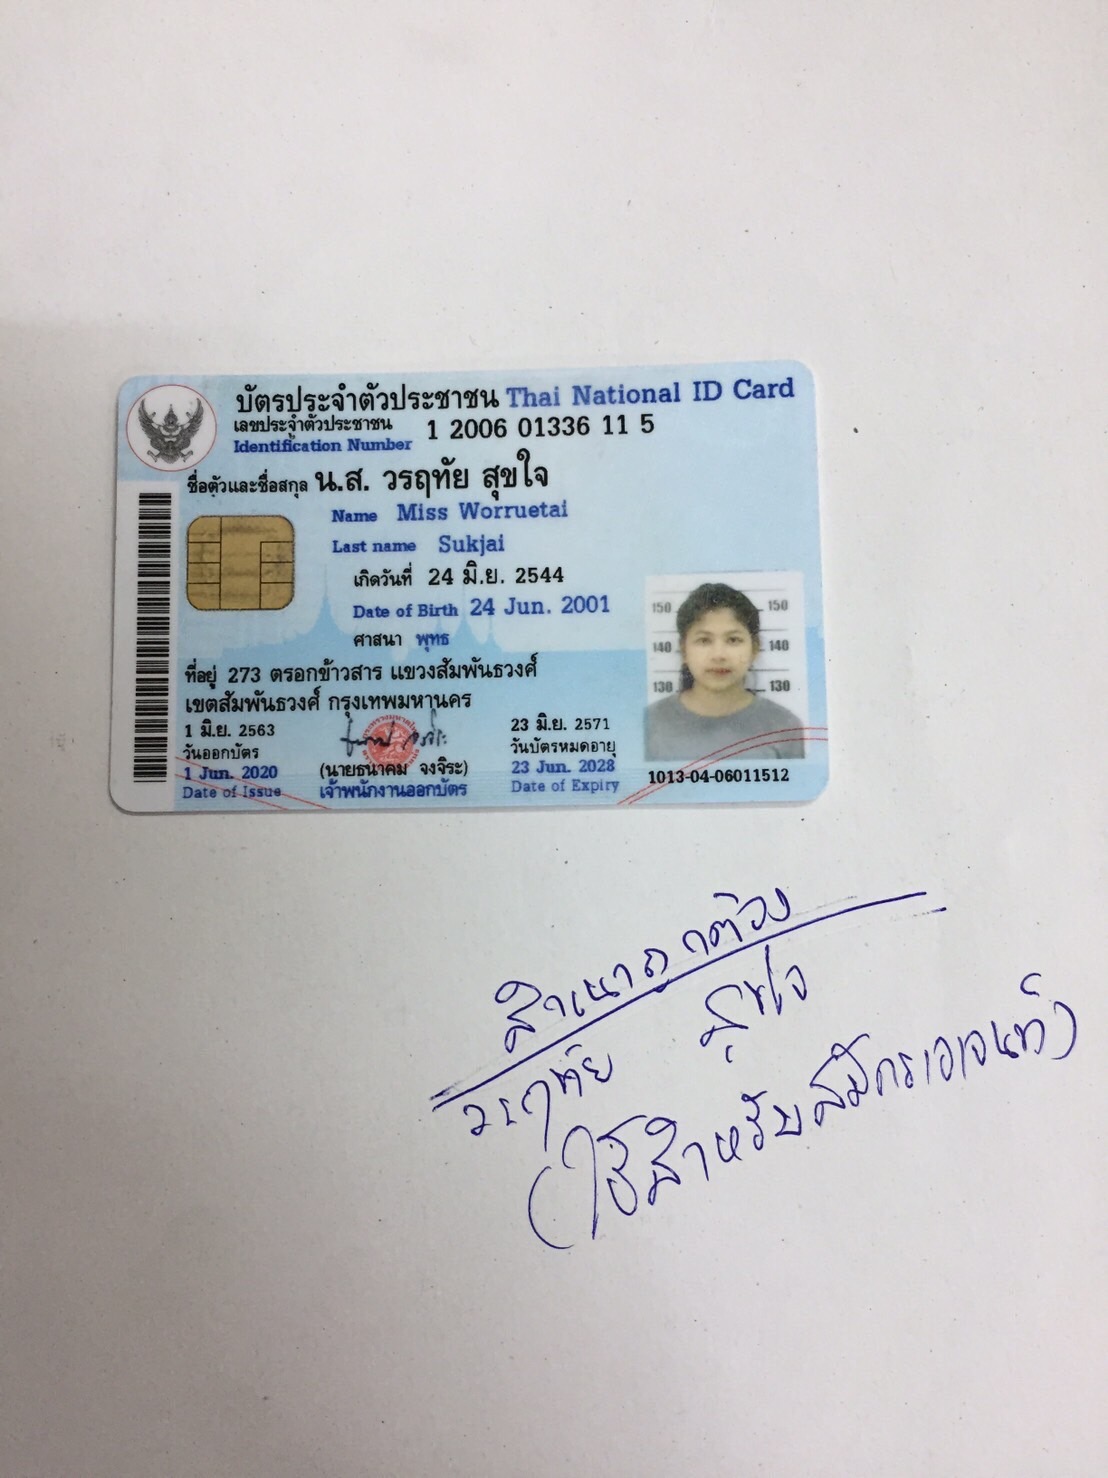 บัตรประจำตัวประชาชน Thai National ID Card
เลขประจำตัวประชาชน
Identification Number
1 2006 01336 11 5
ชื่อตัวและชื่อสกุล น.ส. วรฤทัย สุขใจ
Name Miss Worruetai
Last name Sukjai
เกิดวันที่ 24 มิ.ย. 2544
Date of Birth 24 Jun. 2001
ศาสนา พุทธ
ที่อยู่ 273 ตรอกข้าวสาร แขวงสัมพันธวงศ์
เขตสัมพันธวงศ์ กรุงเทพมหานคร
1 มิ.ย. 2563
วันออกบัตร
1 Jun. 2020
Date of Issue
(นายธนาคม จงจิระ)
เจ้าพนักงานออกบัตร
23 มิ.ย. 2571
วันบัตรหมดอายุ
23 Jun. 2028
Date of Expiry
150 150
140 140
130 130
1013-04-06011512
สำเนาถูกต้อง
วรฤทัย สุขใจ
(ใช้สำหรับสมัครเอเจนท์)